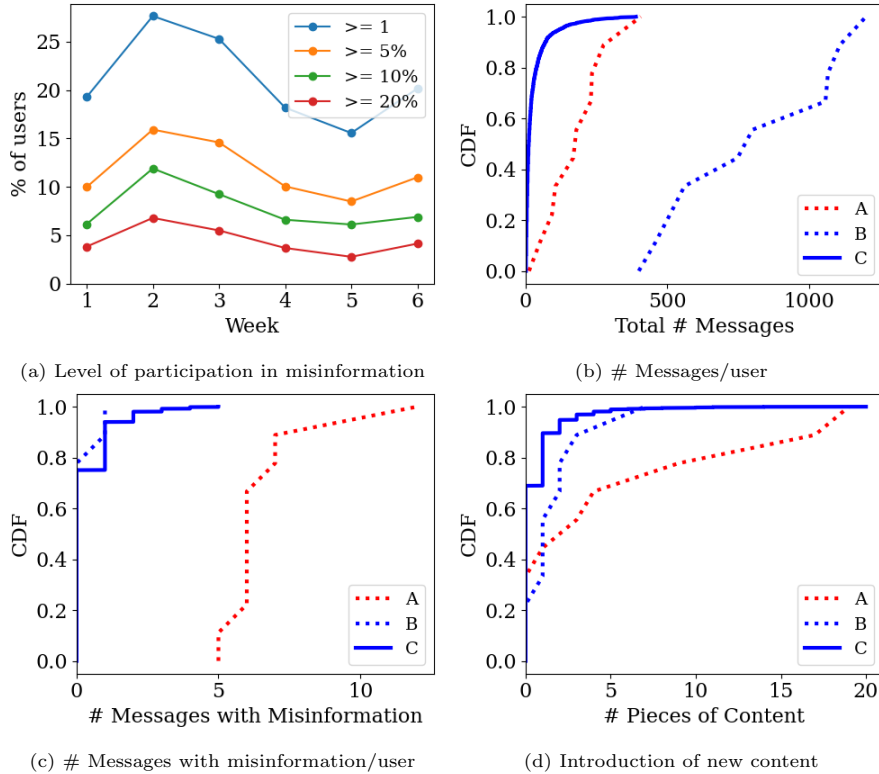 25
20
15
10
5
0
% of users
>= 1
>= 5%
>= 10%
>= 20%
1 2 3 4 5 6
Week
(a) Level of participation in misinformation
1.0
0.8
0.6
0.4
0.2
0.0
CDF
A
B
C
0 500 1000
Total # Messages
(b) # Messages/user
1.0
0.8
0.6
0.4
0.2
0.0
CDF
A
B
C
0 5 10
# Messages with Misinformation
(c) # Messages with misinformation/user
1.0
0.8
0.6
0.4
0.2
0.0
CDF
A
B
C
0 5 10 15 20
# Pieces of Content
(d) Introduction of new content